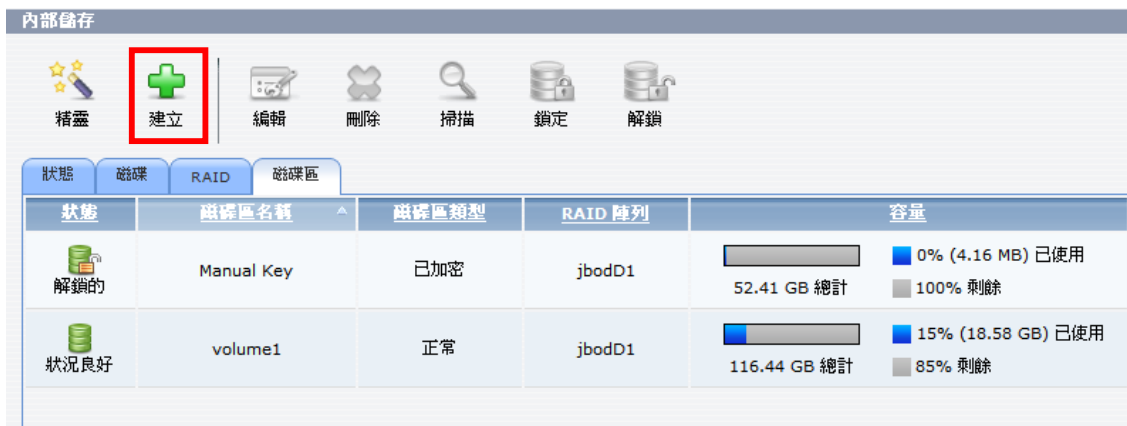 內部儲存
精靈 建立 編輯 刪除 掃描 鎖定 解鎖
狀態 磁碟 RAID 磁碟區
狀態 磁碟區名稱 磁碟區類型 RAID 陣列 容量
解鎖的 Manual Key 已加密 jbodD1 52.41 GB 總計 0% (4.16 MB) 已使用 100% 剩餘
狀況良好 volume1 正常 jbodD1 116.44 GB 總計 15% (18.58 GB) 已使用 85% 剩餘